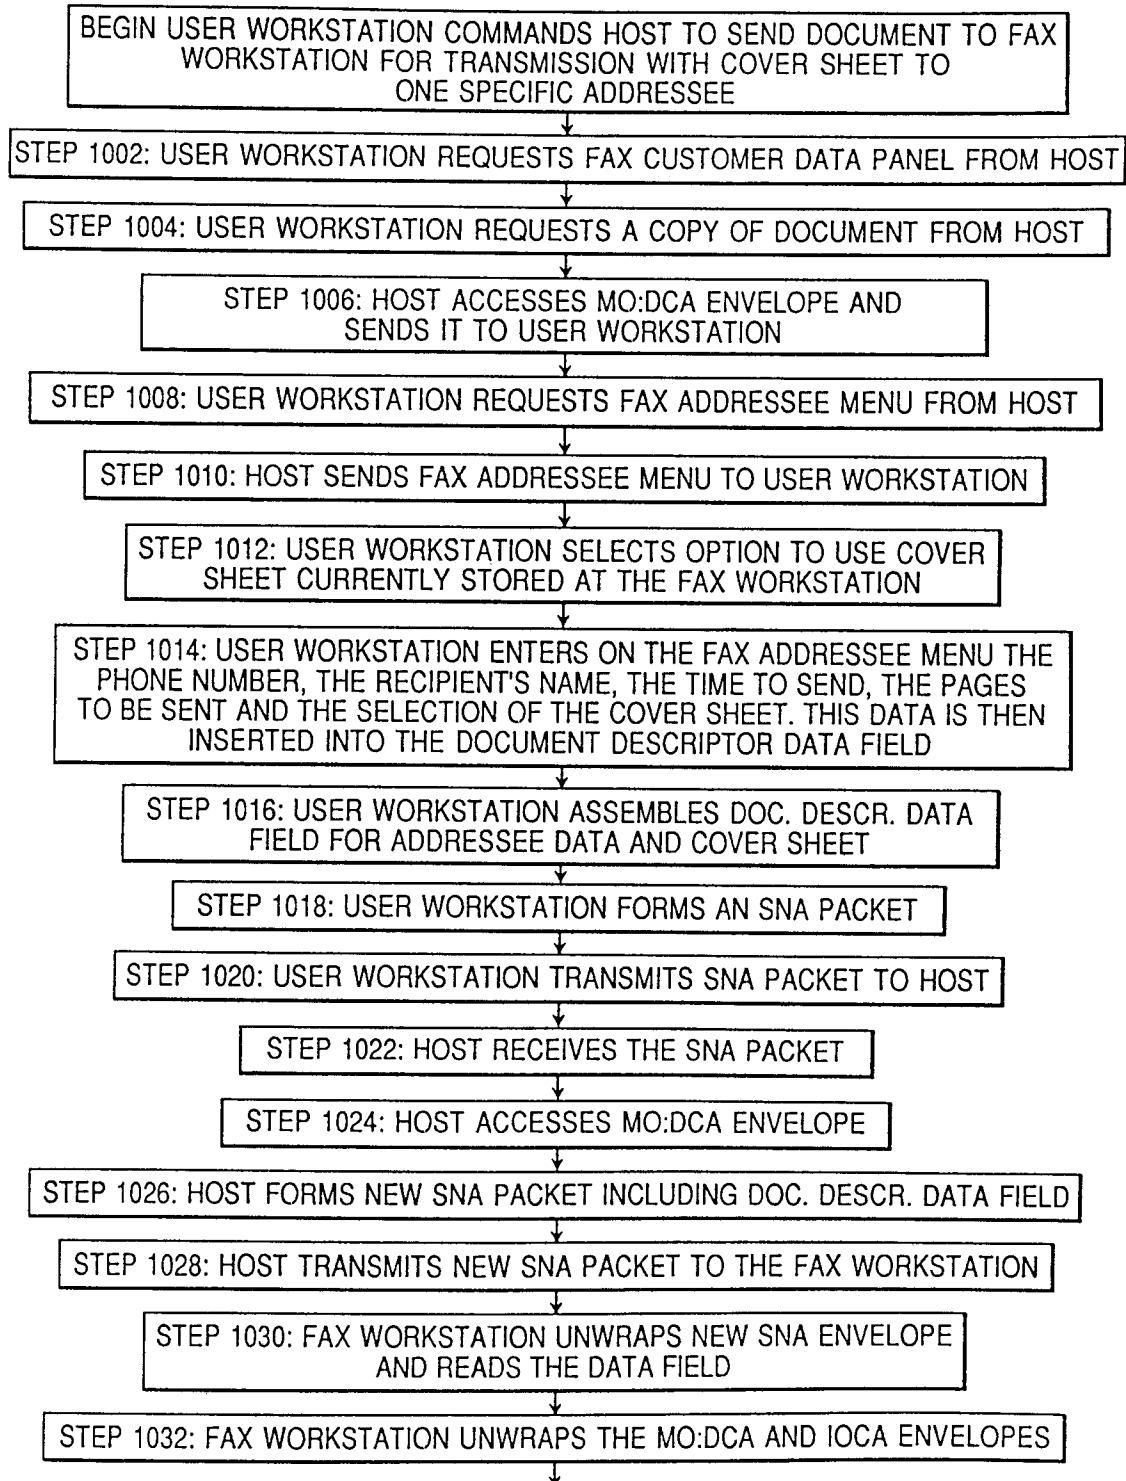 BEGIN USER WORKSTATION COMMANDS HOST TO SEND DOCUMENT TO FAX
WORKSTATION FOR TRANSMISSION WITH COVER SHEET TO
ONE SPECIFIC ADDRESSEE
STEP 1002: USER WORKSTATION REQUESTS FAX CUSTOMER DATA PANEL FROM HOST
STEP 1004: USER WORKSTATION REQUESTS A COPY OF DOCUMENT FROM HOST
STEP 1006: HOST ACCESSES MO:DCA ENVELOPE AND
SENDS IT TO USER WORKSTATION
STEP 1008: USER WORKSTATION REQUESTS FAX ADDRESSEE MENU FROM HOST
STEP 1010: HOST SENDS FAX ADDRESSEE MENU TO USER WORKSTATION
STEP 1012: USER WORKSTATION SELECTS OPTION TO USE COVER
SHEET CURRENTLY STORED AT THE FAX WORKSTATION
STEP 1014: USER WORKSTATION ENTERS ON THE FAX ADDRESSEE MENU THE
PHONE NUMBER, THE RECIPIENT'S NAME, THE TIME TO SEND, THE PAGES
TO BE SENT AND THE SELECTION OF THE COVER SHEET. THIS DATA IS THEN
INSERTED INTO THE DOCUMENT DESCRIPTOR DATA FIELD
STEP 1016: USER WORKSTATION ASSEMBLES DOC. DESCR. DATA
FIELD FOR ADDRESSEE DATA AND COVER SHEET
STEP 1018: USER WORKSTATION FORMS AN SNA PACKET
STEP 1020: USER WORKSTATION TRANSMITS SNA PACKET TO HOST
STEP 1022: HOST RECEIVES THE SNA PACKET
STEP 1024: HOST ACCESSES MO:DCA ENVELOPE
STEP 1026: HOST FORMS NEW SNA PACKET INCLUDING DOC. DESCR. DATA FIELD
STEP 1028: HOST TRANSMITS NEW SNA PACKET TO THE FAX WORKSTATION
STEP 1030: FAX WORKSTATION UNWRAPS NEW SNA ENVELOPE
AND READS THE DATA FIELD
STEP 1032: FAX WORKSTATION UNWRAPS THE MO:DCA AND IOCA ENVELOPES